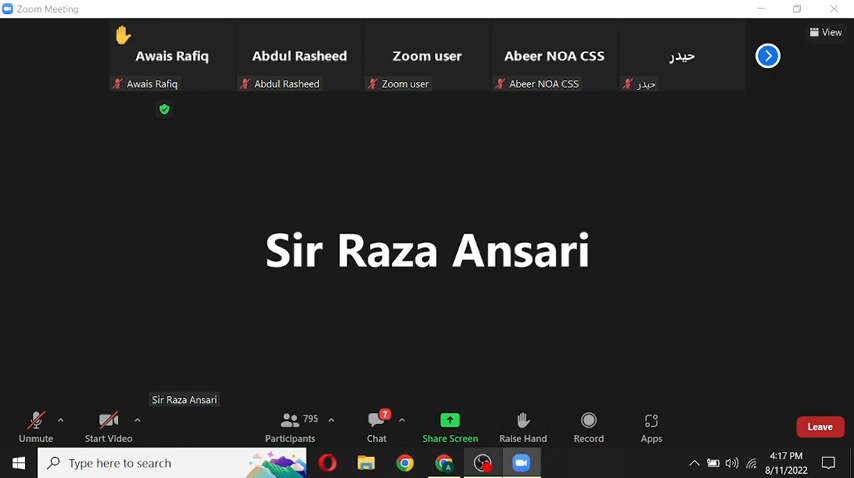 Zoom Meeting
View
Awais Rafiq
Abdul Rasheed
Zoom user
Abeer NOA CSS
حيدر
Awais Rafiq
Abdul Rasheed
Zoom user
Abeer NOA CSS
حيدر
Sir Raza Ansari
Sir Raza Ansari
795
7
Unmute
Start Video
Participants
Chat
Share Screen
Raise Hand
Record
Apps
Leave
Type here to search
A
4:17 PM
8/11/2022